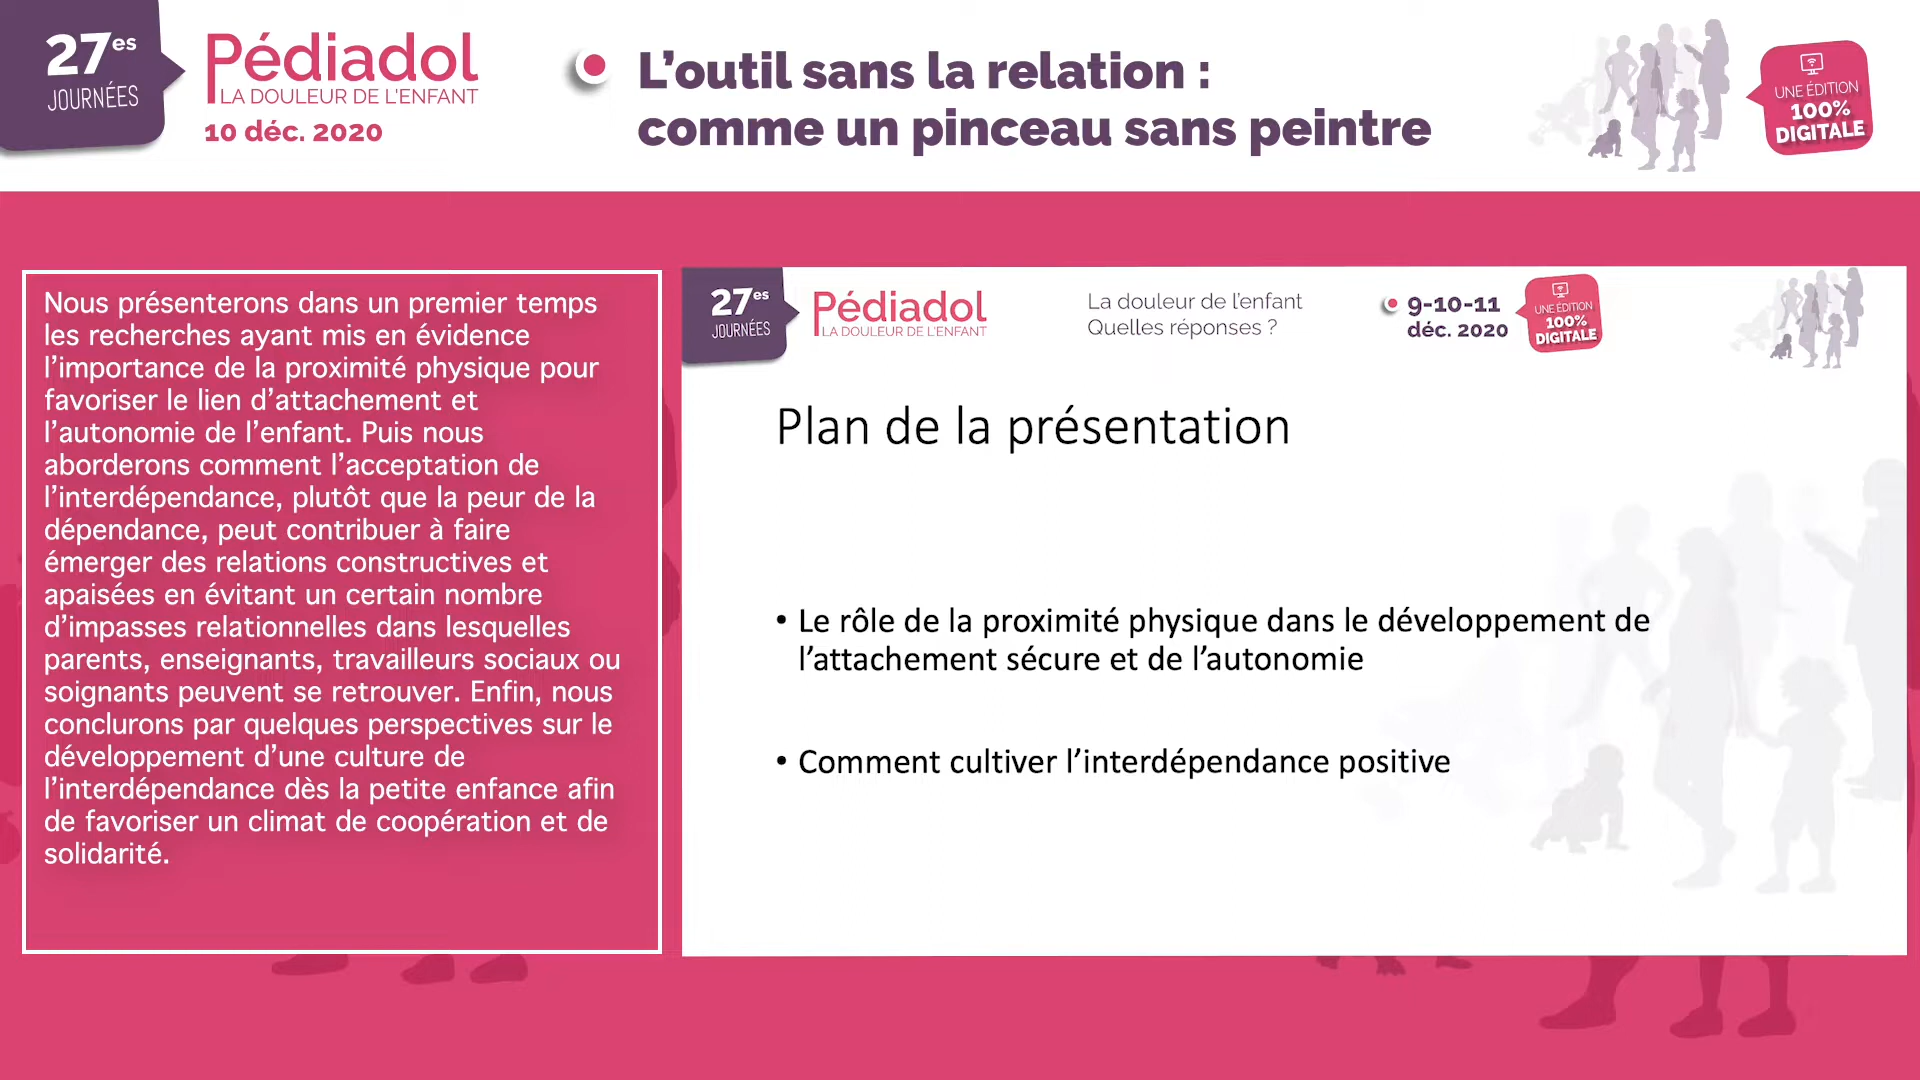 27es
JOURNÉES
Pédiadol
LA DOULEUR DE L'ENFANT
10 déc. 2020
L’outil sans la relation :
comme un pinceau sans peintre
UNE ÉDITION
100%
DIGITALE
Nous présenterons dans un premier temps
les recherches ayant mis en évidence
l’importance de la proximité physique pour
favoriser le lien d’attachement et
l’autonomie de l’enfant. Puis nous
aborderons comment l’acceptation de
l’interdépendance, plutôt que la peur de la
dépendance, peut contribuer à faire
émerger des relations constructives et
apaisées en évitant un certain nombre
d’impasses relationnelles dans lesquelles
parents, enseignants, travailleurs sociaux ou
soignants peuvent se retrouver. Enfin, nous
conclurons par quelques perspectives sur le
développement d’une culture de
l’interdépendance dès la petite enfance afin
de favoriser un climat de coopération et de
solidarité.
27es
JOURNÉES
Pédiadol
LA DOULEUR DE L'ENFANT
La douleur de l’enfant
Quelles réponses ?
9-10-11
déc. 2020
UNE ÉDITION
100%
DIGITALE
Plan de la présentation
• Le rôle de la proximité physique dans le développement de
l’attachement sécure et de l’autonomie
• Comment cultiver l’interdépendance positive